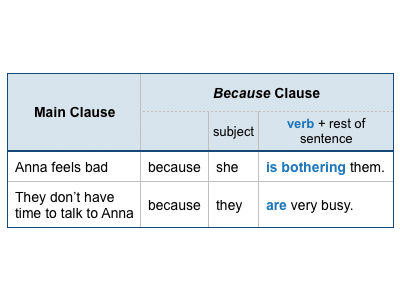 Main Clause
Because Clause
subject
verb + rest of
sentence
Anna feels bad
because
she
is bothering them.
They don't have
time to talk to Anna
because
they
are very busy.